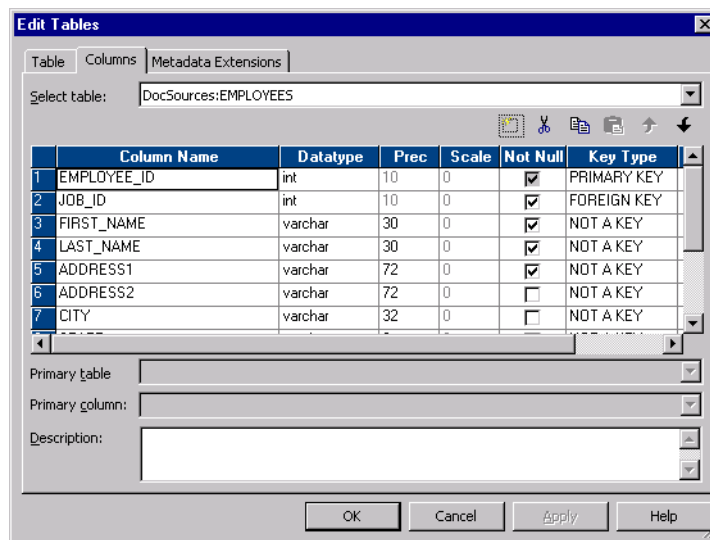 Edit Tables
Table Columns Metadata Extensions
Select table: DocSources:EMPLOYEES
Column Name Datatype Prec Scale Not Null Key Type
1 EMPLOYEE_ID int 10 0 PRIMARY KEY
2 JOB_ID int 10 0 FOREIGN KEY
3 FIRST_NAME varchar 30 0 NOT A KEY
4 LAST_NAME varchar 30 0 NOT A KEY
5 ADDRESS1 varchar 72 0 NOT A KEY
6 ADDRESS2 varchar 72 0 NOT A KEY
7 CITY varchar 32 0 NOT A KEY
Primary table
Primary column:
Description:
OK Cancel Apply Help